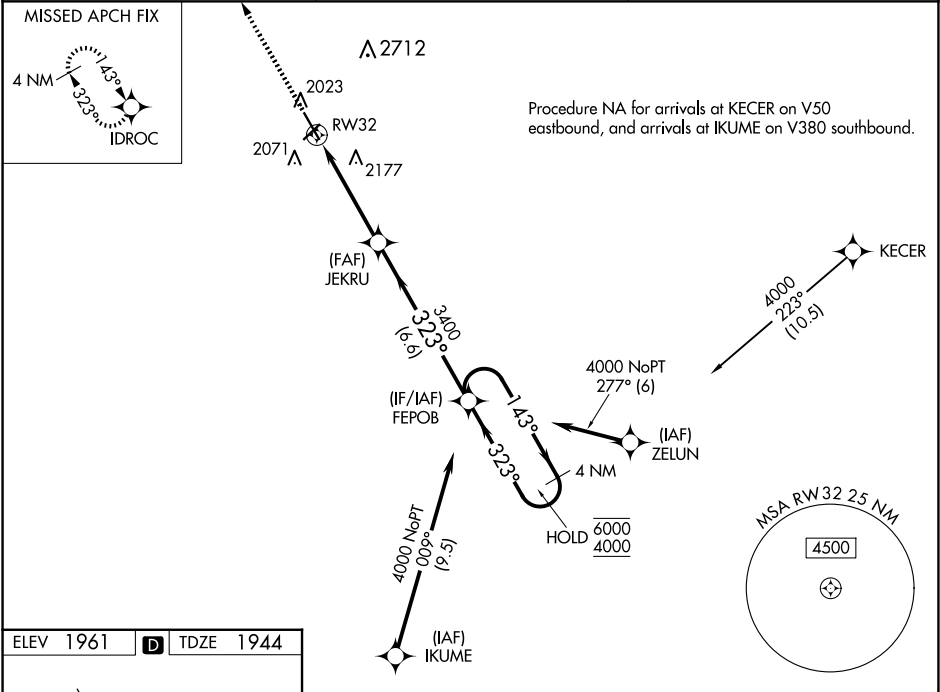 MISSED APCH FIX
4 NM
143°
323°
IDROC
2712
2023
RW32
2071
2177
Procedure NA for arrivals at KECER on V50
eastbound, and arrivals at IKUME on V380 southbound.
(FAF)
JEKRU
KECER
4000
223°
(10.5)
3400
323°
(6.6)
4000 NoPT
277° (6)
(IF/IAF)
FEPOB
143°
323°
(IAF)
ZELUN
4 NM
HOLD 6000
4000
4000 NoPT
009°
(9.5)
MSA RW32 25 NM
4500
(IAF)
IKUME
ELEV 1961 D TDZE 1944